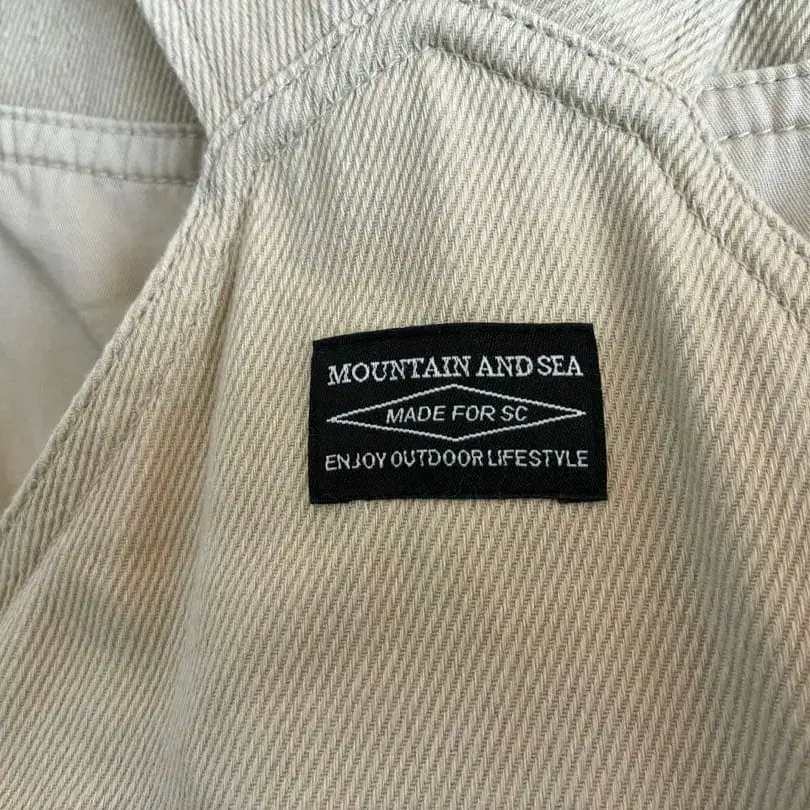 MOUNTAIN AND SEA
MADE FOR SC
ENJOY OUTDOOR LIFESTYLE